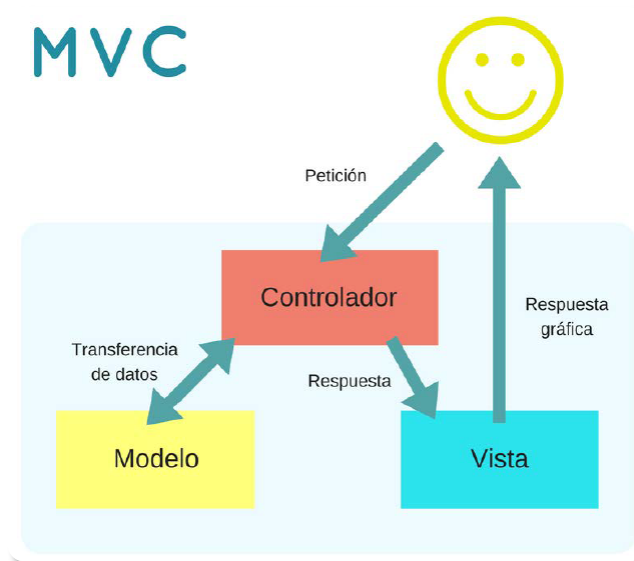 MVC
Petición
Controlador
Respuesta
gráfica
Transferencia
de datos
Respuesta
Modelo
Vista